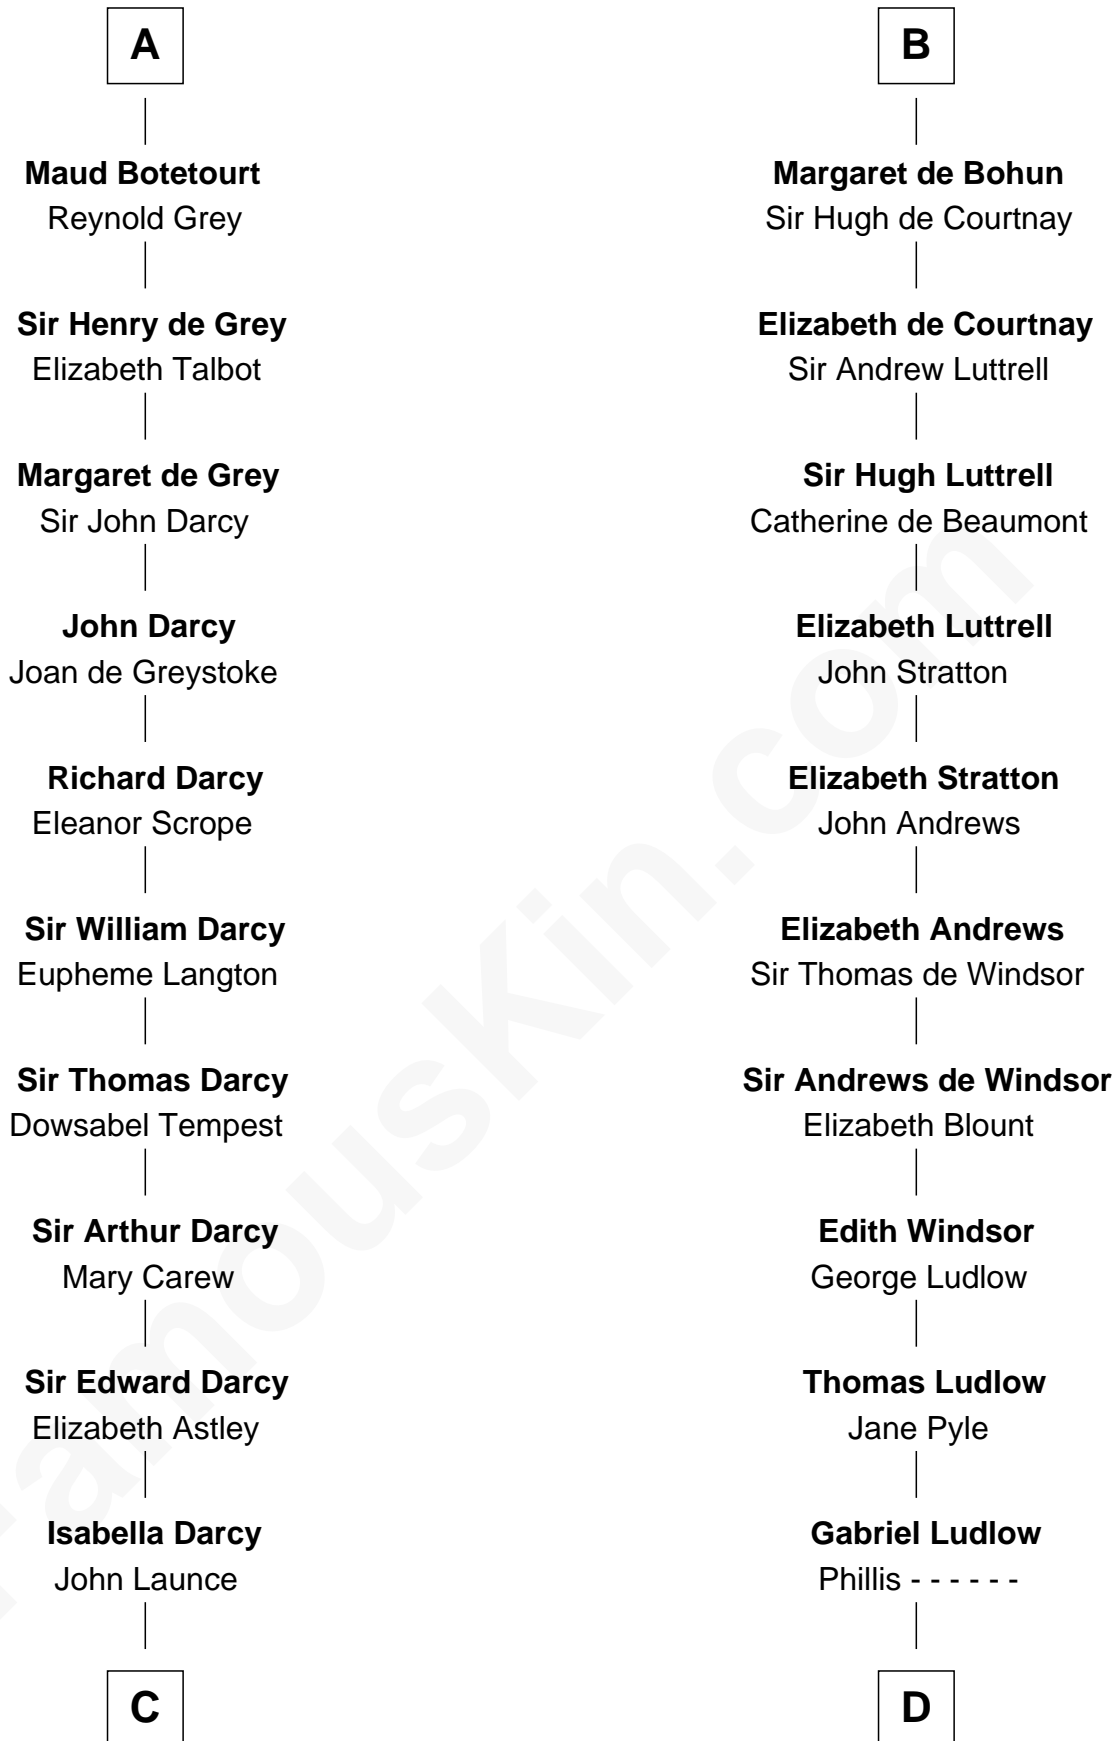 A
Maud Botetourt
Reynold Grey
Sir Henry de Grey
Elizabeth Talbot
Margaret de Grey
Sir John Darcy
John Darcy
Joan de Greystoke
Richard Darcy
Eleanor Scrope
Sir William Darcy
Eupheme Langton
Sir Thomas Darcy
Dowsabel Tempest
Sir Arthur Darcy
Mary Carew
Sir Edward Darcy
Elizabeth Astley
Isabella Darcy
John Launce
C
B
Margaret de Bohun
Sir Hugh de Courtnay
Elizabeth de Courtnay
Sir Andrew Luttrell
Sir Hugh Luttrell
Catherine de Beaumont
Elizabeth Luttrell
John Stratton
Elizabeth Stratton
John Andrews
Elizabeth Andrews
Sir Thomas de Windsor
Sir Andrews de Windsor
Elizabeth Blount
Edith Windsor
George Ludlow
Thomas Ludlow
Jane Pyle
Gabriel Ludlow
Phillis - - - - - -
D
FamousKin.com